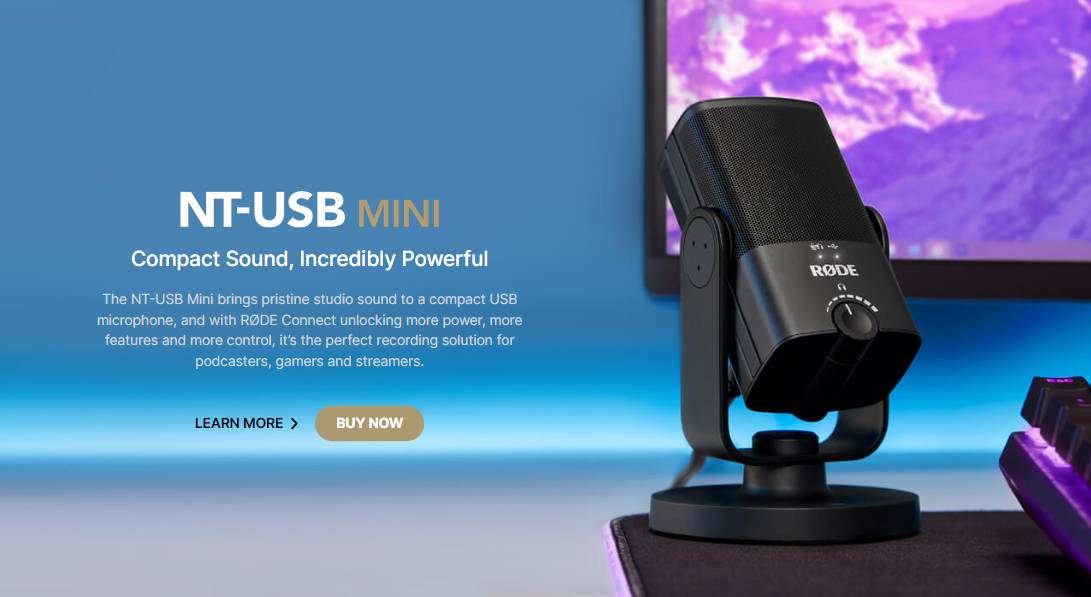 NT-USB MINI
Compact Sound, Incredibly Powerful
The NT-USB Mini brings pristine studio sound to a compact USB
microphone, and with RØDE Connect unlocking more power, more
features and more control, it’s the perfect recording solution for
podcasters, gamers and streamers.
LEARN MORE
BUY NOW
RØDE
ESC